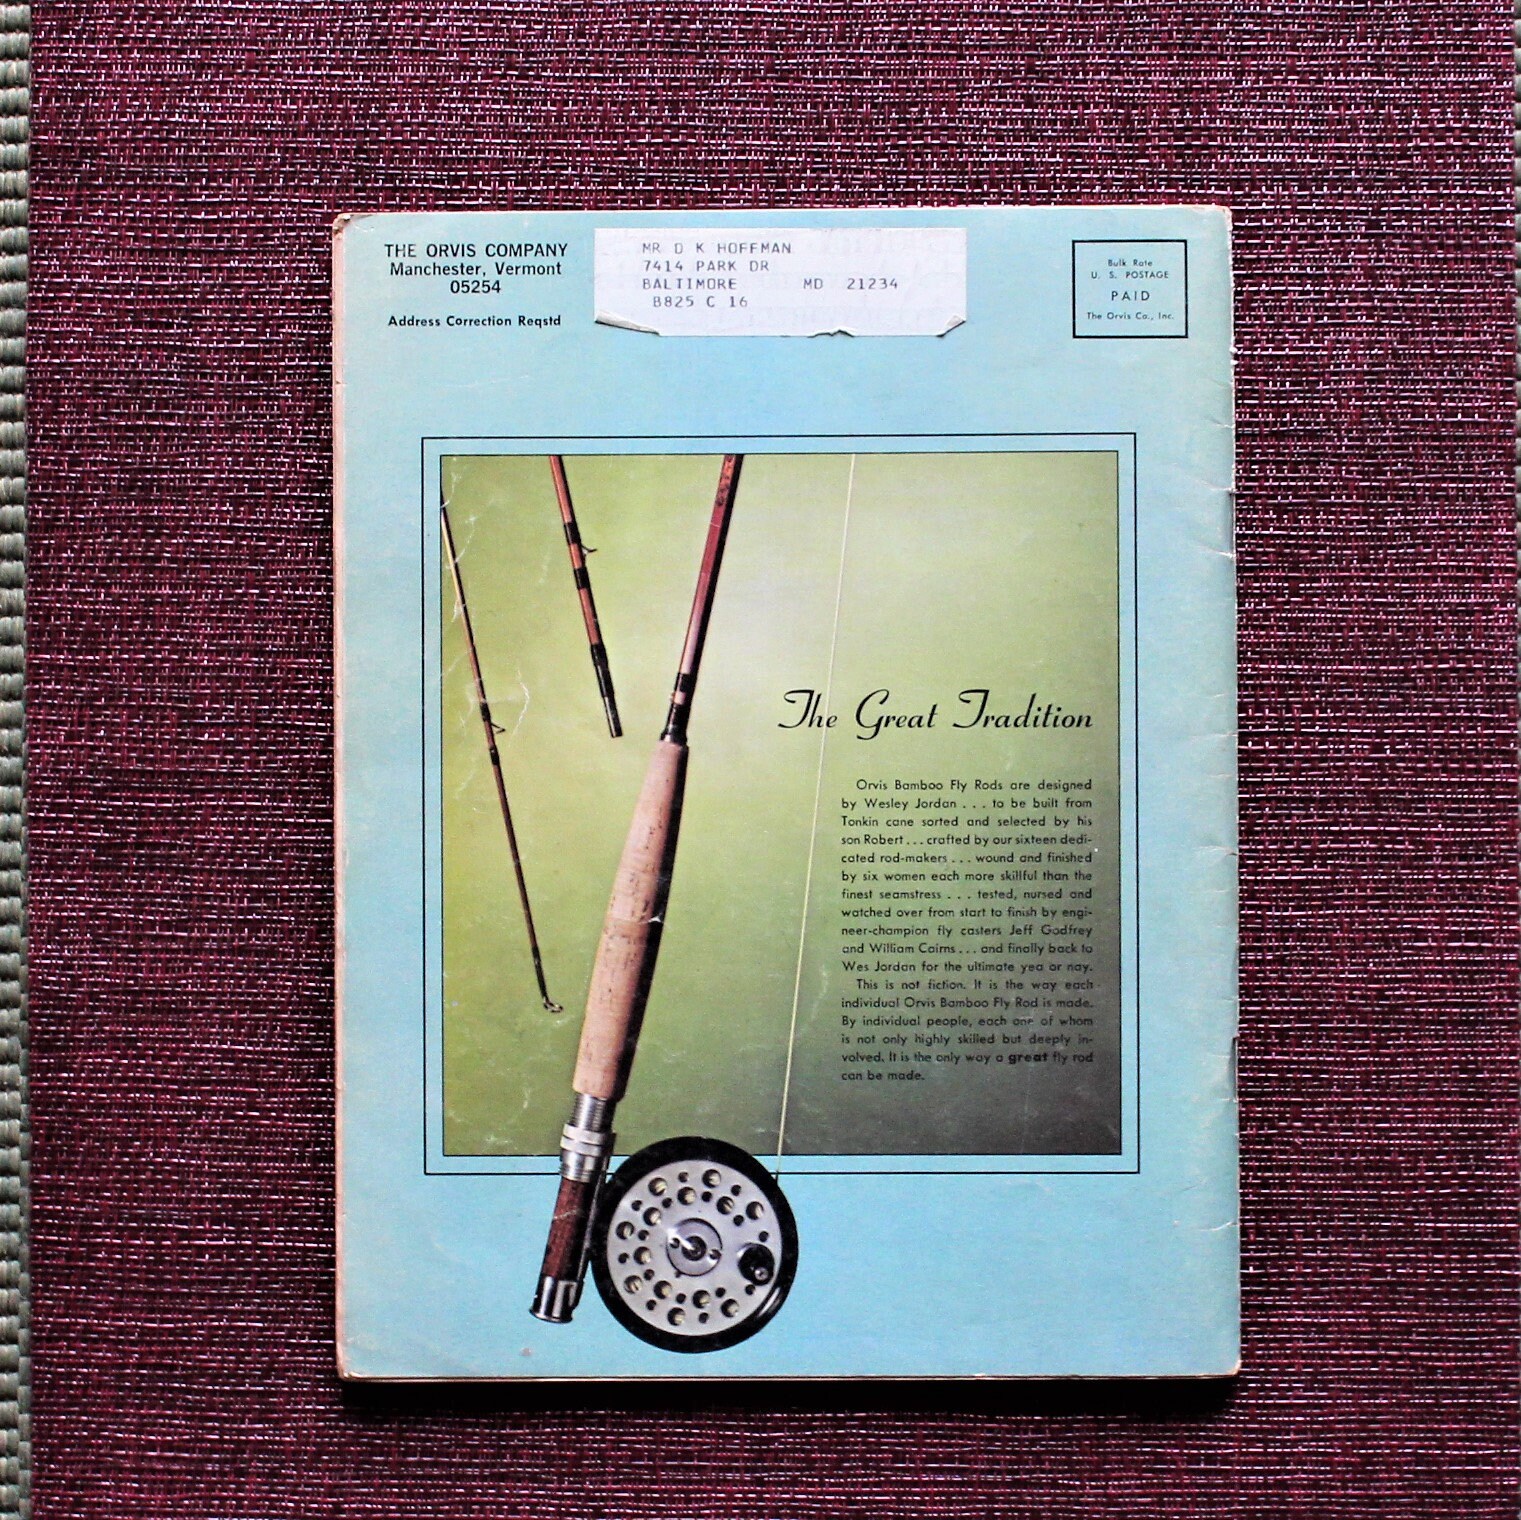 THE ORVIS COMPANY
Manchester, Vermont
05254
Address Correction Reqstd
MR D K HOFFMAN
7414 PARK DR
BALTIMORE MD 21234
B825 C 16
Bulk Rate
U. S. POSTAGE
PAID
The Orvis Co., Inc.
The Great Tradition
Orvis Bamboo Fly Rods are designed
by Wesley Jordan . . . to be built from
Tonkin cane sorted and selected by his
son Robert . . . crafted by our sixteen dedi-
cated rod-makers . . . wound and finished
by six women each more skillful than the
finest seamstress . . . tested, nursed and
watched over from start to finish by engi-
neer-champion fly casters Jeff Godfrey
and William Cairns . . . and finally back to
Wes Jordan for the ultimate yea or nay.
This is not fiction. It is the way each
individual Orvis Bamboo Fly Rod is made.
By individual people, each one of whom
is not only highly skilled but deeply in-
volved. It is the only way a great fly rod
can be made.